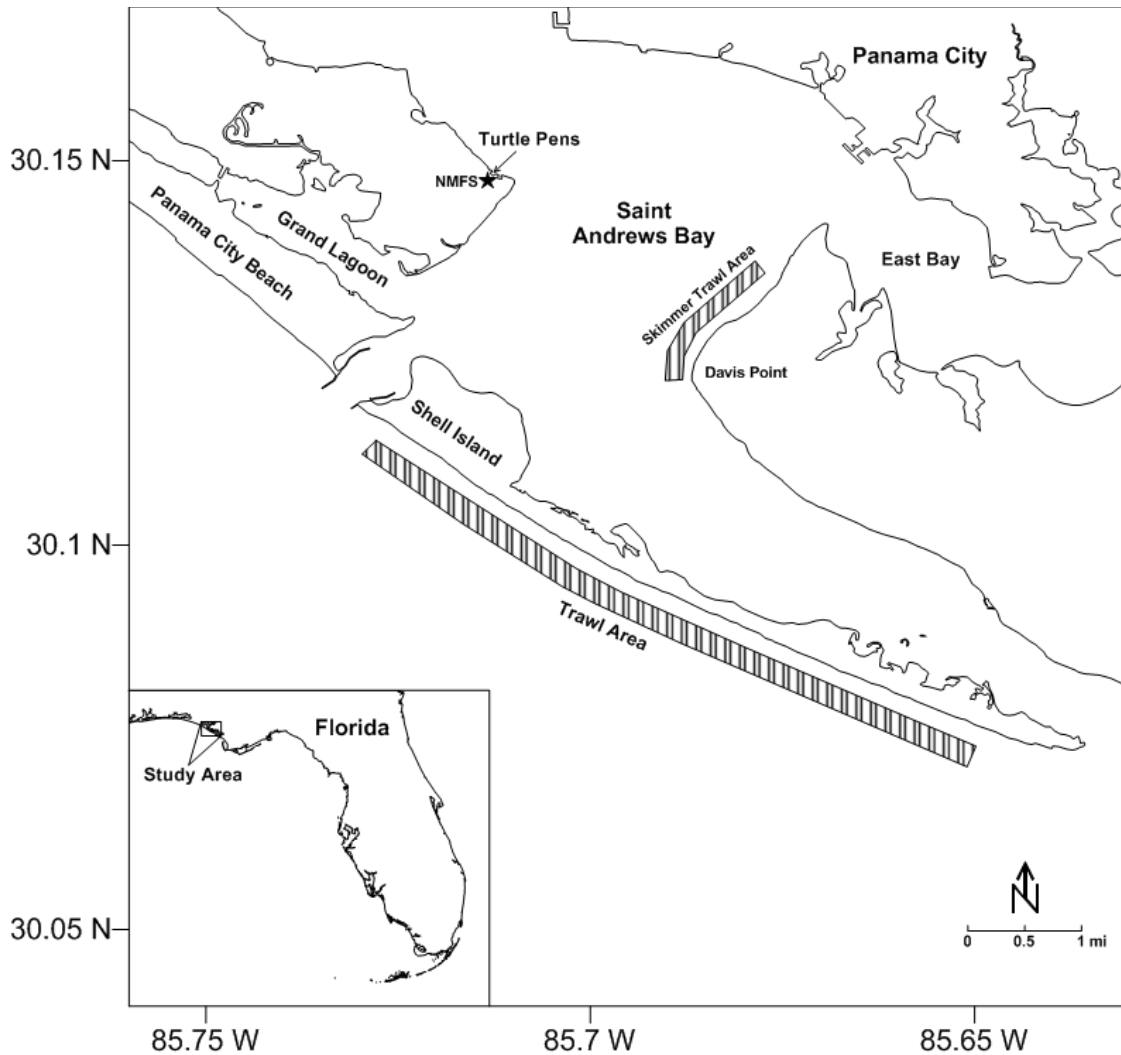 Panama City
30.15 N
Turtle Pens
NMFS
Saint
Andrews Bay
Panama City Beach
Grand Lagoon
East Bay
Skimmer Trawl Area
Davis Point
Shell Island
30.1 N
Trawl Area
Florida
Study Area
30.05 N
N
0 0.5 1 mi
85.75 W 85.7 W 85.65 W